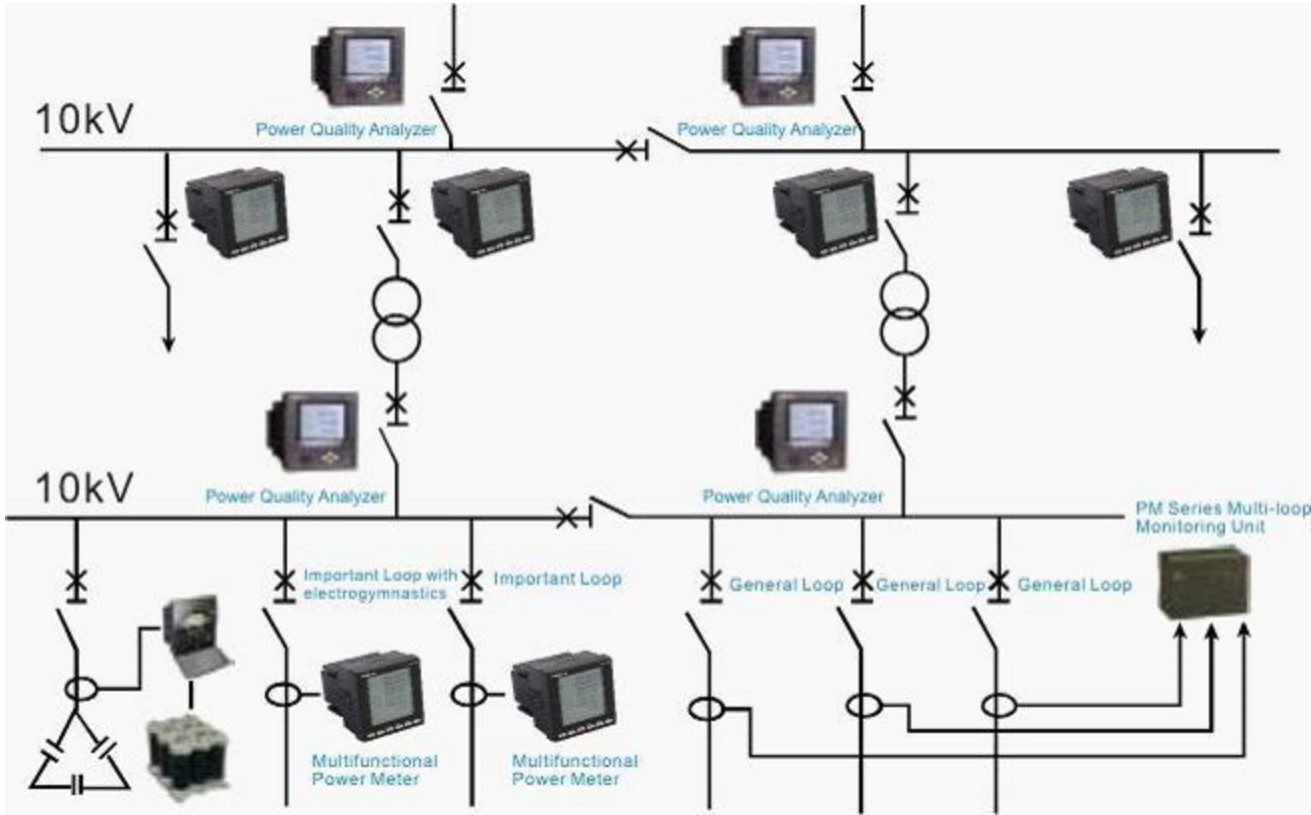 10kV
Power Quality Analyzer
Power Quality Analyzer
10kV
Power Quality Analyzer
Power Quality Analyzer
PM Series Multi-loop
Monitoring Unit
Important Loop with
electrogymnastics
Important Loop
General Loop
General Loop
General Loop
Multifunctional
Power Meter
Multifunctional
Power Meter